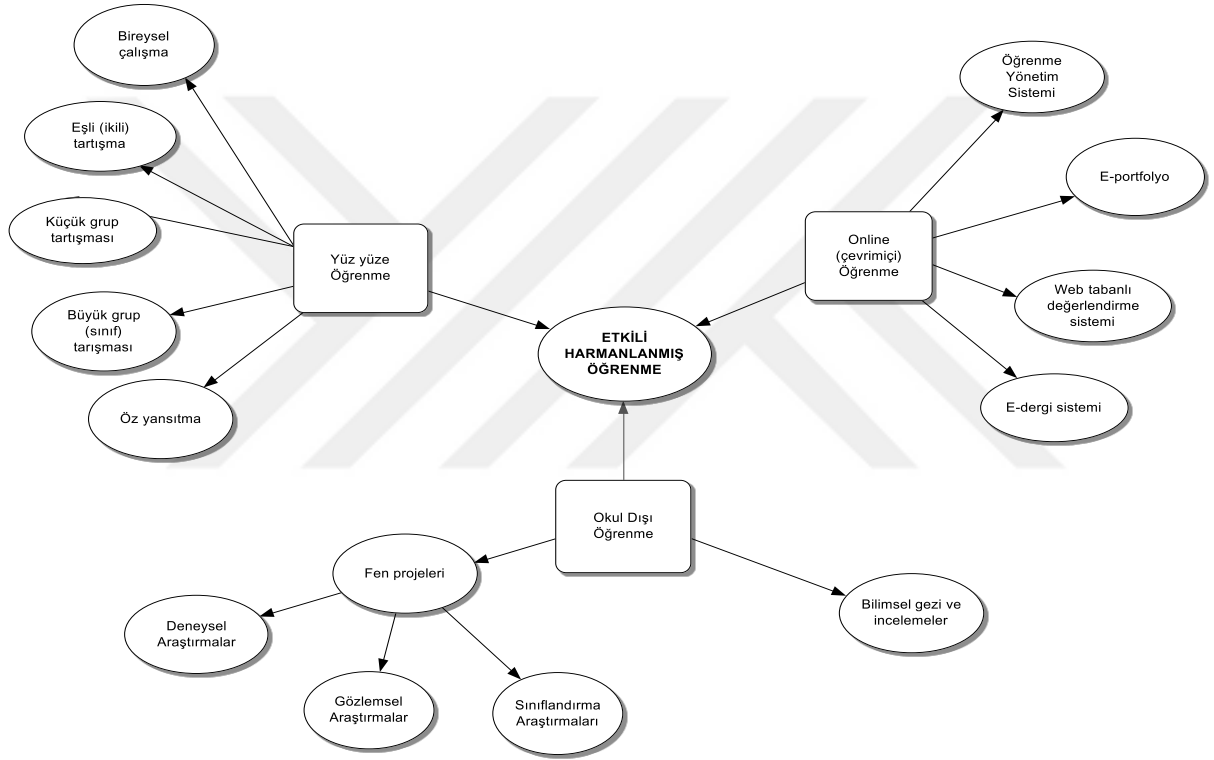 Bireysel
çalışma
Eşli (ikili)
tartışma
Küçük grup
tartışması
Büyük grup
(sınıf)
tarışması
Öz yansıtma
Yüz yüze
Öğrenme
ETKİLİ
HARMANLANMIŞ
ÖĞRENME
Online
(çevrimiçi)
Öğrenme
Öğrenme
Yönetim
Sistemi
E-portfolyo
Web tabanlı
değerlendirme
sistemi
E-dergi sistemi
Okul Dışı
Öğrenme
Fen projeleri
Deneysel
Araştırmalar
Gözlemsel
Araştırmalar
Sınıflandırma
Araştırmaları
Bilimsel gezi ve
incelemeler